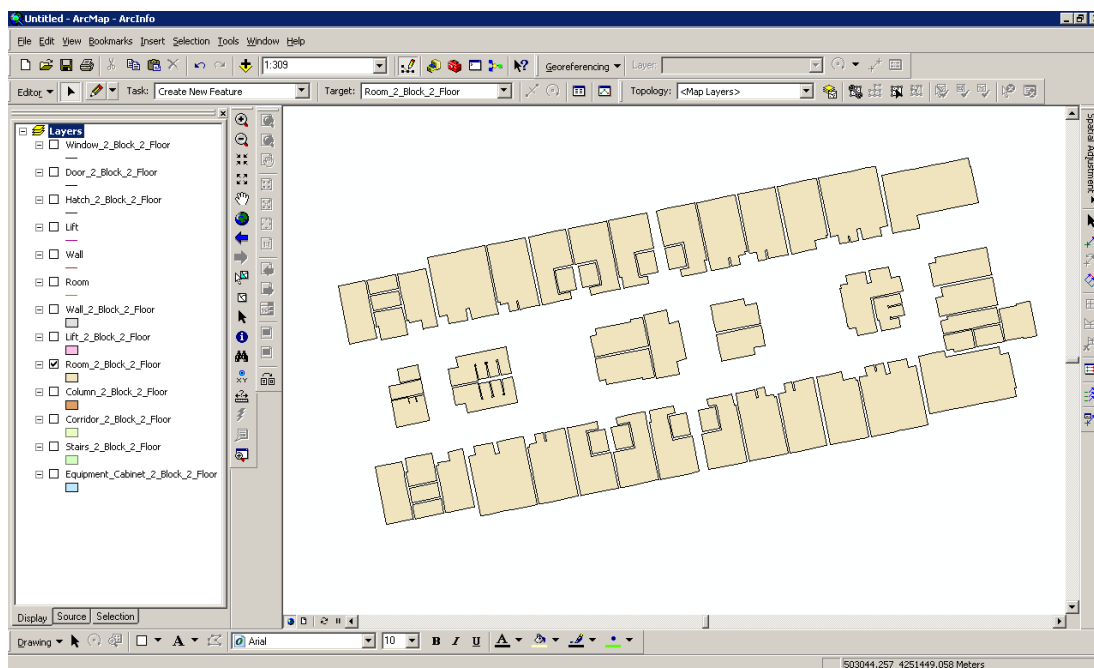 Untitled - ArcMap - ArcInfo
File Edit View Bookmarks Insert Selection Tools Window Help
1:309 Georeferencing Layer:
Editor Task: Create New Feature Target: Room_2_Block_2_Floor Topology: <Map Layers>
Layers
Window_2_Block_2_Floor
Door_2_Block_2_Floor
Hatch_2_Block_2_Floor
Lift
Wall
Room
Wall_2_Block_2_Floor
Lift_2_Block_2_Floor
Room_2_Block_2_Floor
Column_2_Block_2_Floor
Corridor_2_Block_2_Floor
Stairs_2_Block_2_Floor
Equipment_Cabinet_2_Block_2_Floor
XY
Spatial Adjustment
Display Source Selection
Drawing A Arial 10 B I U A
503044,257 4251449,058 Meters